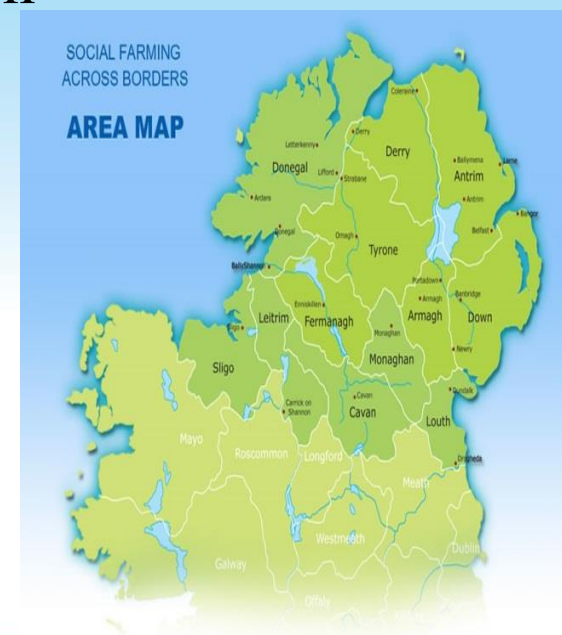 SOCIAL FARMING
ACROSS BORDERS
AREA MAP
Coleraine
Derry
Letterkenny
Derry
Ballymena
Larne
Donegal
Lifford
Strabane
Antrim
Antrim
Ardara
Bangor
Donegal
Omagh
Belfast
Tyrone
BallyShannon
Portadown
Enniskillen
Armagh
Banbridge
Leitrim
Fermanagh
Armagh
Down
Sligo
Monaghan
Newry
Sligo
Monaghan
Carrick on
Shannon
Cavan
Cavan
Dundalk
Louth
Mayo
Roscommon
Longford
Drogheda
Meath
Westmeath
Dublin
Galway
Offaly